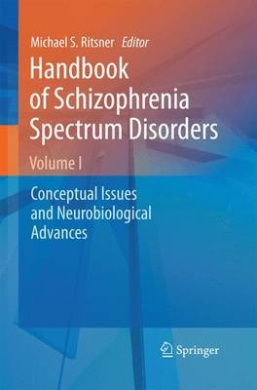 Michael S. Ritsner Editor
Handbook
of Schizophrenia
Spectrum Disorders
Volume I
Conceptual Issues
and Neurobiological
Advances
Springer